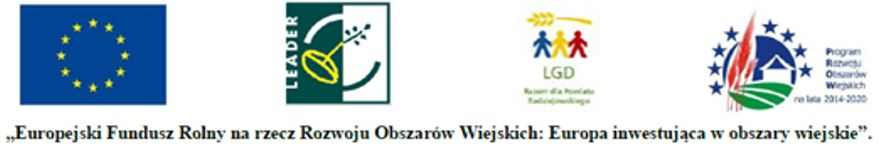 LEADER
LGD
Razem dla Powiatu
Radziejowskiego
Program
Rozwoju
Obszarów
Wiejskich
na lata 2014-2020
„Europejski Fundusz Rolny na rzecz Rozwoju Obszarów Wiejskich: Europa inwestująca w obszary wiejskie”.